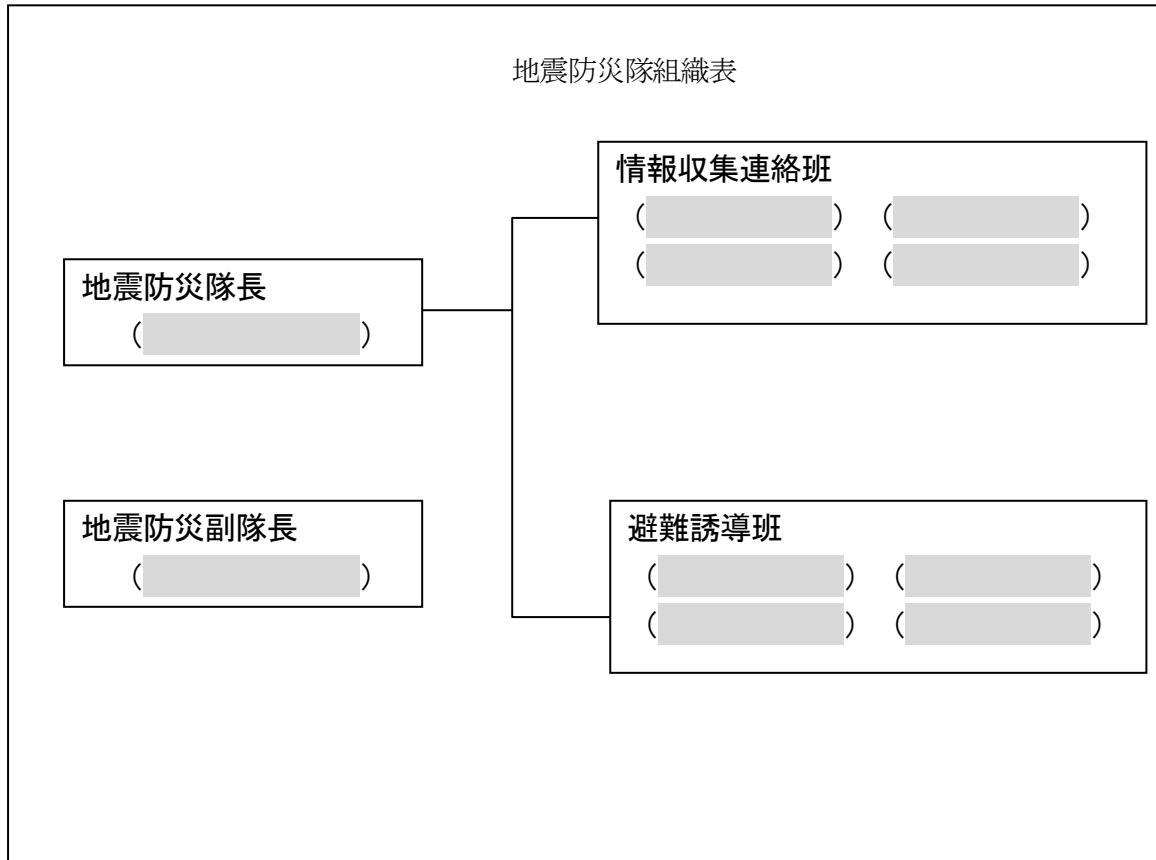 地震防災隊組織表
情報収集連絡班
(　　　) (　　　)
(　　　) (　　　)
地震防災隊長
(　　　)
地震防災副隊長
(　　　)
避難誘導班
(　　　) (　　　)
(　　　) (　　　)